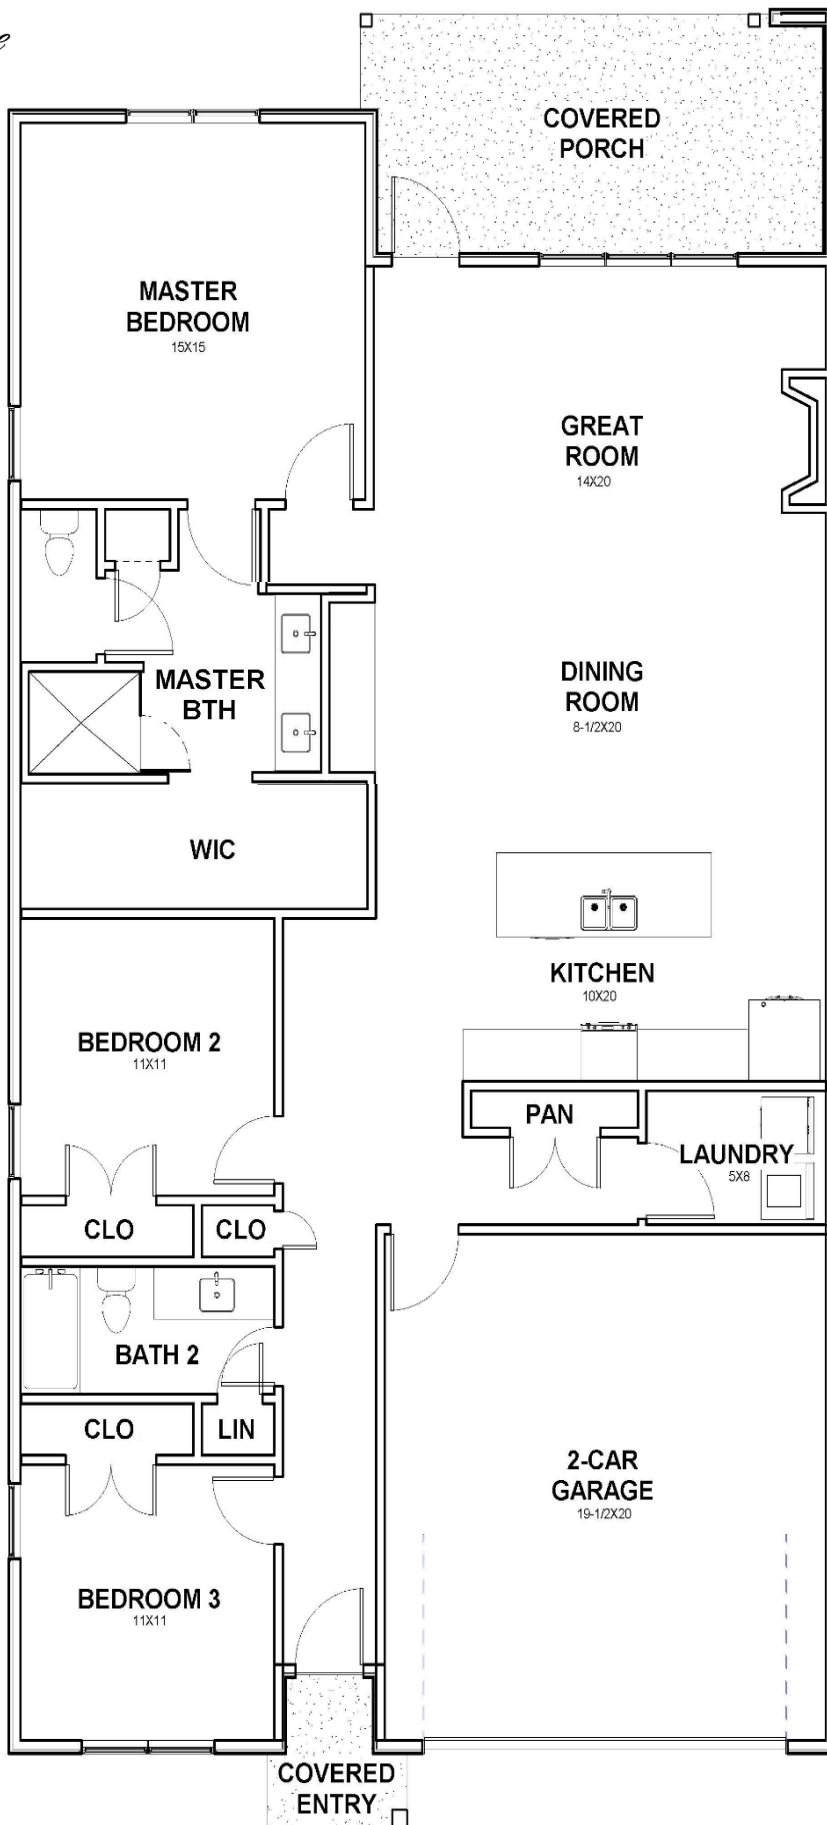 COVERED
PORCH
MASTER
BEDROOM
15X15
GREAT
ROOM
14X20
DINING
ROOM
8-1/2X20
MASTER
BTH
WIC
KITCHEN
10X20
BEDROOM 2
11X11
PAN
LAUNDRY
5X8
CLO
CLO
BATH 2
CLO
LIN
2-CAR
GARAGE
19-1/2X20
BEDROOM 3
11X11
COVERED
ENTRY